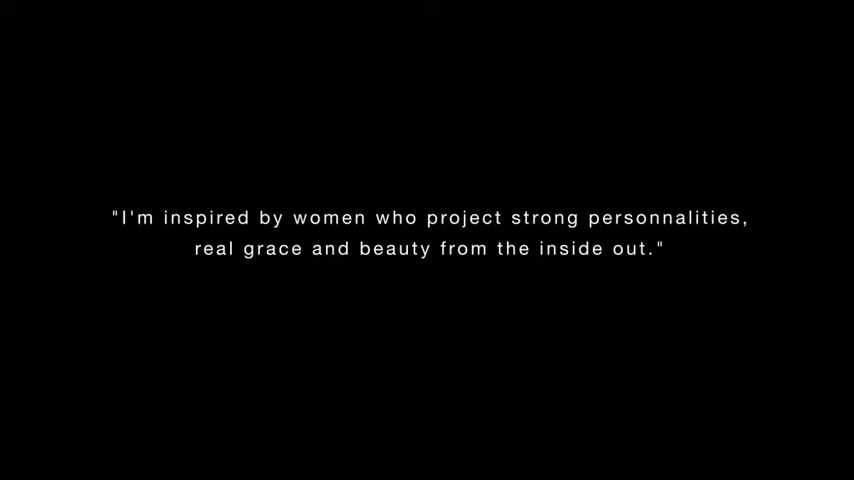 "I'm inspired by women who project strong personnalities,
real grace and beauty from the inside out."